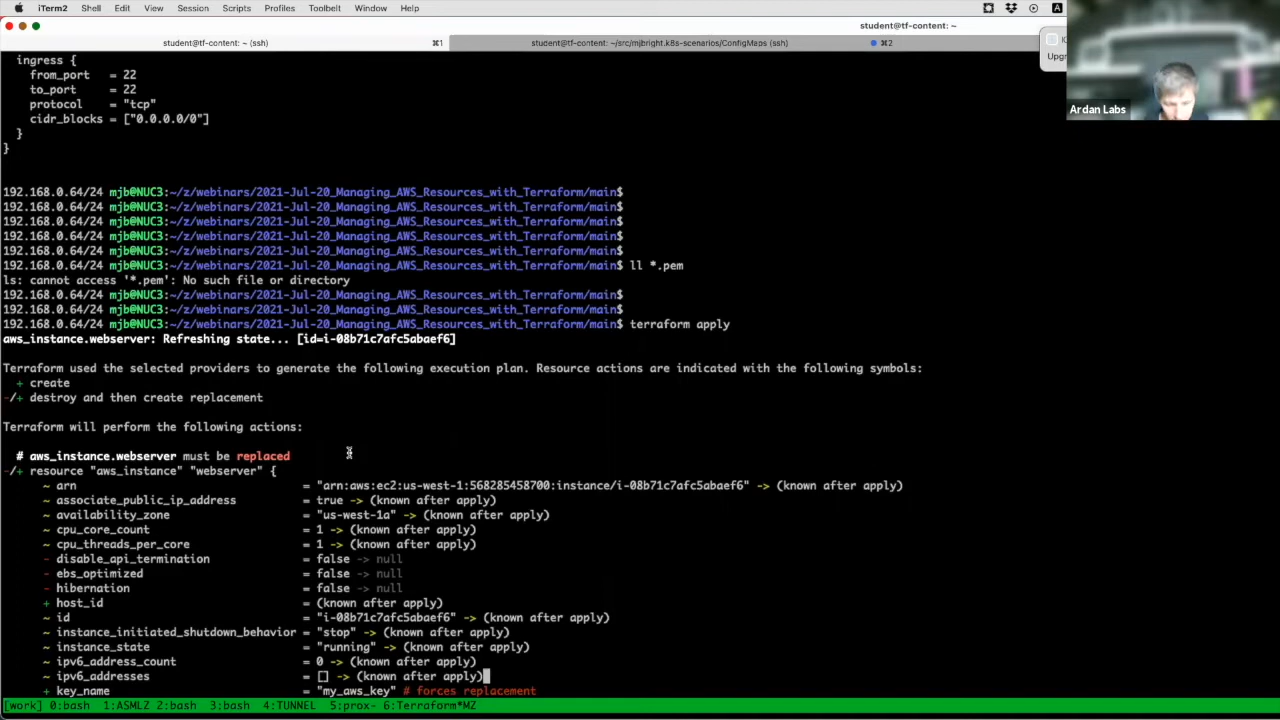 iTerm2 Shell Edit View Session Scripts Profiles Toolbelt Window Help
student@tf-content: ~
student@tf-content: ~ (ssh) ⌘1 student@tf-content: ~/src/mjbright.k8s-scenarios/ConfigMaps (ssh) ⌘2
Upg
Ardan Labs
ingress {
from_port = 22
to_port = 22
protocol = "tcp"
cidr_blocks = ["0.0.0.0/0"]
}
}
192.168.0.64/24 mjb@NUC3:~/z/webinars/2021-Jul-20_Managing_AWS_Resources_with_Terraform/main$
192.168.0.64/24 mjb@NUC3:~/z/webinars/2021-Jul-20_Managing_AWS_Resources_with_Terraform/main$
192.168.0.64/24 mjb@NUC3:~/z/webinars/2021-Jul-20_Managing_AWS_Resources_with_Terraform/main$
192.168.0.64/24 mjb@NUC3:~/z/webinars/2021-Jul-20_Managing_AWS_Resources_with_Terraform/main$
192.168.0.64/24 mjb@NUC3:~/z/webinars/2021-Jul-20_Managing_AWS_Resources_with_Terraform/main$
192.168.0.64/24 mjb@NUC3:~/z/webinars/2021-Jul-20_Managing_AWS_Resources_with_Terraform/main$ ll *.pem
ls: cannot access '*.pem': No such file or directory
192.168.0.64/24 mjb@NUC3:~/z/webinars/2021-Jul-20_Managing_AWS_Resources_with_Terraform/main$
192.168.0.64/24 mjb@NUC3:~/z/webinars/2021-Jul-20_Managing_AWS_Resources_with_Terraform/main$
192.168.0.64/24 mjb@NUC3:~/z/webinars/2021-Jul-20_Managing_AWS_Resources_with_Terraform/main$ terraform apply
aws_instance.webserver: Refreshing state... [id=i-08b71c7afc5abaef6]
Terraform used the selected providers to generate the following execution plan. Resource actions are indicated with the following symbols:
+ create
-/+ destroy and then create replacement
Terraform will perform the following actions:
# aws_instance.webserver must be replaced
-/+ resource "aws_instance" "webserver" {
~ arn = "arn:aws:ec2:us-west-1:568285458700:instance/i-08b71c7afc5abaef6" -> (known after apply)
~ associate_public_ip_address = true -> (known after apply)
~ availability_zone = "us-west-1a" -> (known after apply)
~ cpu_core_count = 1 -> (known after apply)
~ cpu_threads_per_core = 1 -> (known after apply)
- disable_api_termination = false -> null
- ebs_optimized = false -> null
- hibernation = false -> null
+ host_id = (known after apply)
~ id = "i-08b71c7afc5abaef6" -> (known after apply)
~ instance_initiated_shutdown_behavior = "stop" -> (known after apply)
~ instance_state = "running" -> (known after apply)
~ ipv6_address_count = 0 -> (known after apply)
~ ipv6_addresses = [] -> (known after apply)
+ key_name = "my_aws_key" # forces replacement
[work] 0:bash 1:ASMLZ 2:bash 3:bash 4:TUNNEL 5:prox- 6:Terraform*MZ